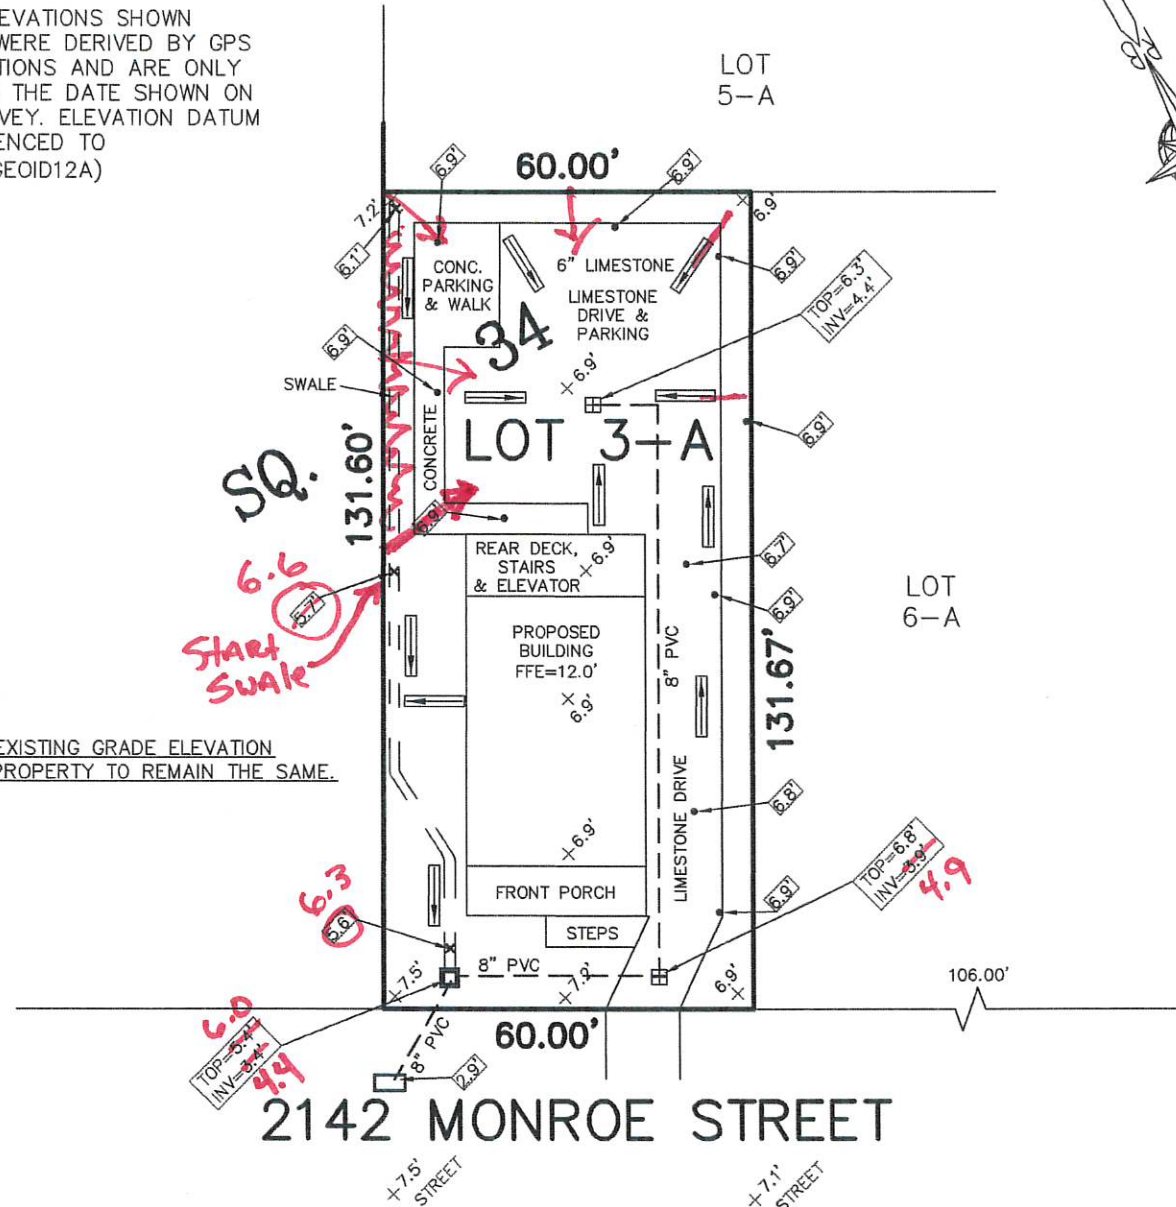 EVATIONS SHOWN
WERE DERIVED BY GPS
TIONS AND ARE ONLY
THE DATE SHOWN ON
VEY. ELEVATION DATUM
ENCED TO
GEOID12A)
LOT
5-A
60.00'
6.9'
6.9'
6.9'
7.2'
6.9'
6.1'
CONC.
PARKING
& WALK
6" LIMESTONE
LIMESTONE
DRIVE &
PARKING
6.9'
TOP=6.3'
INV=4.4'
34
6.9'
6.9'
SWALE
CONCRETE
LOT 3-A
6.9'
SQ.
131.60'
6.9'
REAR DECK,
STAIRS
& ELEVATOR
6.9'
6.7'
6.9'
LOT
6-A
6.6
5.7'
START
SWALE
PROPOSED
BUILDING
FFE=12.0'
6.9'
8" PVC
131.67'
EXISTING GRADE ELEVATION
PROPERTY TO REMAIN THE SAME.
LIMESTONE DRIVE
6.8'
6.9'
TOP=6.8'
INV=3.9'
4.9
6.9'
FRONT PORCH
STEPS
6.3
5.6'
8" PVC
7.5'
7.2'
6.9'
106.00'
6.0
TOP=5.4'
INV=3.4'
4.4
8" PVC
60.00'
2.9'
2142 MONROE STREET
7.5'
STREET
7.1'
STREET